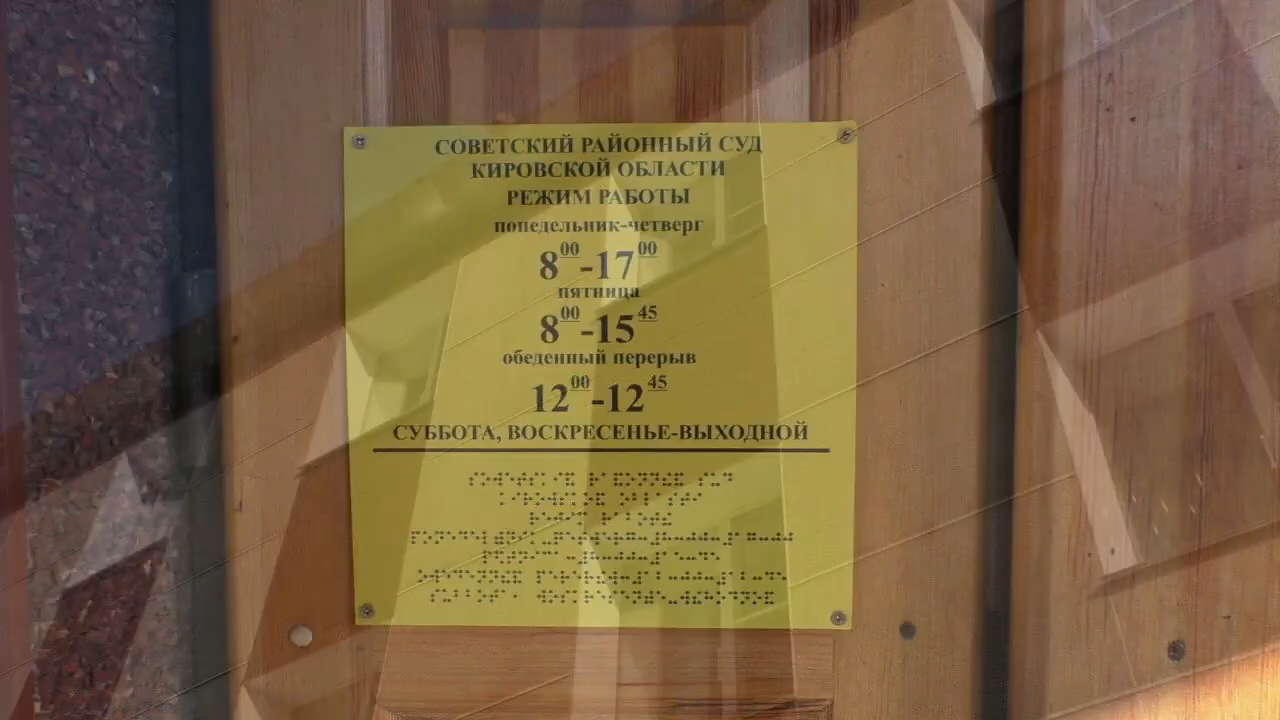 СОВЕТСКИЙ РАЙОННЫЙ СУД
КИРОВСКОЙ ОБЛАСТИ
РЕЖИМ РАБОТЫ
понедельник-четверг
8⁰⁰-17⁰⁰
пятница
8⁰⁰-15⁴⁵
обеденный перерыв
12⁰⁰-12⁴⁵
СУББОТА, ВОСКРЕСЕНЬЕ-ВЫХОДНОЙ